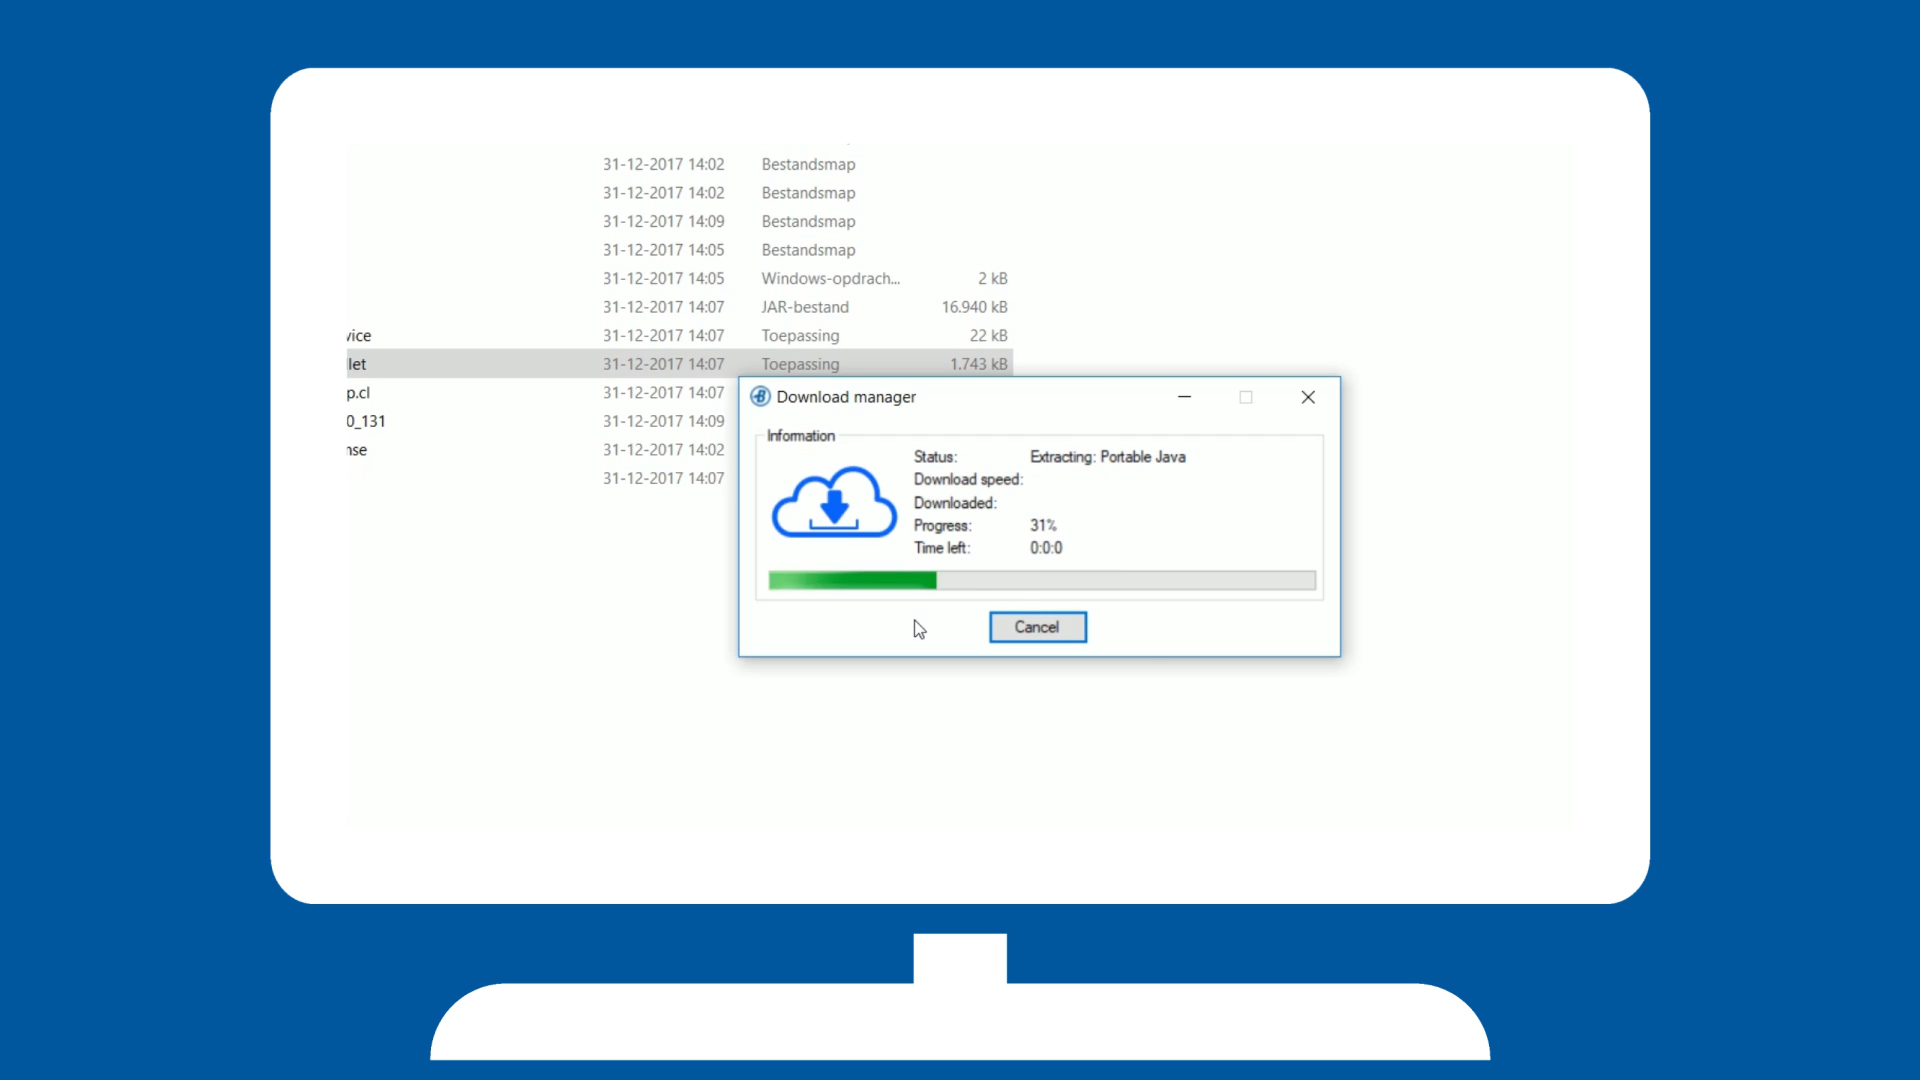 31-12-2017 14:02 Bestandsmap
31-12-2017 14:02 Bestandsmap
31-12-2017 14:09 Bestandsmap
31-12-2017 14:05 Bestandsmap
31-12-2017 14:05 Windows-opdrach... 2 kB
31-12-2017 14:07 JAR-bestand 16.940 kB
vice 31-12-2017 14:07 Toepassing 22 kB
llet 31-12-2017 14:07 Toepassing 1.743 kB
p.cl 31-12-2017 14:07
0_131 31-12-2017 14:09
nse 31-12-2017 14:02
31-12-2017 14:07
Download manager
Information
Status: Extracting: Portable Java
Download speed:
Downloaded:
Progress: 31%
Time left: 0:0:0
Cancel